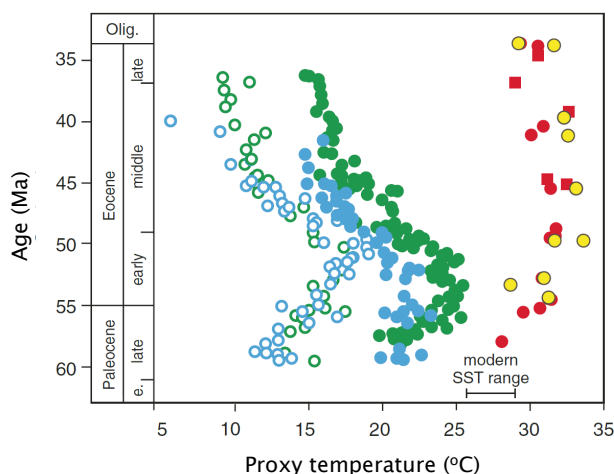 Olig.
35
40
45
50
55
60
Age (Ma)
Eocene
Paleocene
late
middle
early
late
e.
modern
SST range
5
10
15
20
25
30
35
Proxy temperature (ºC)